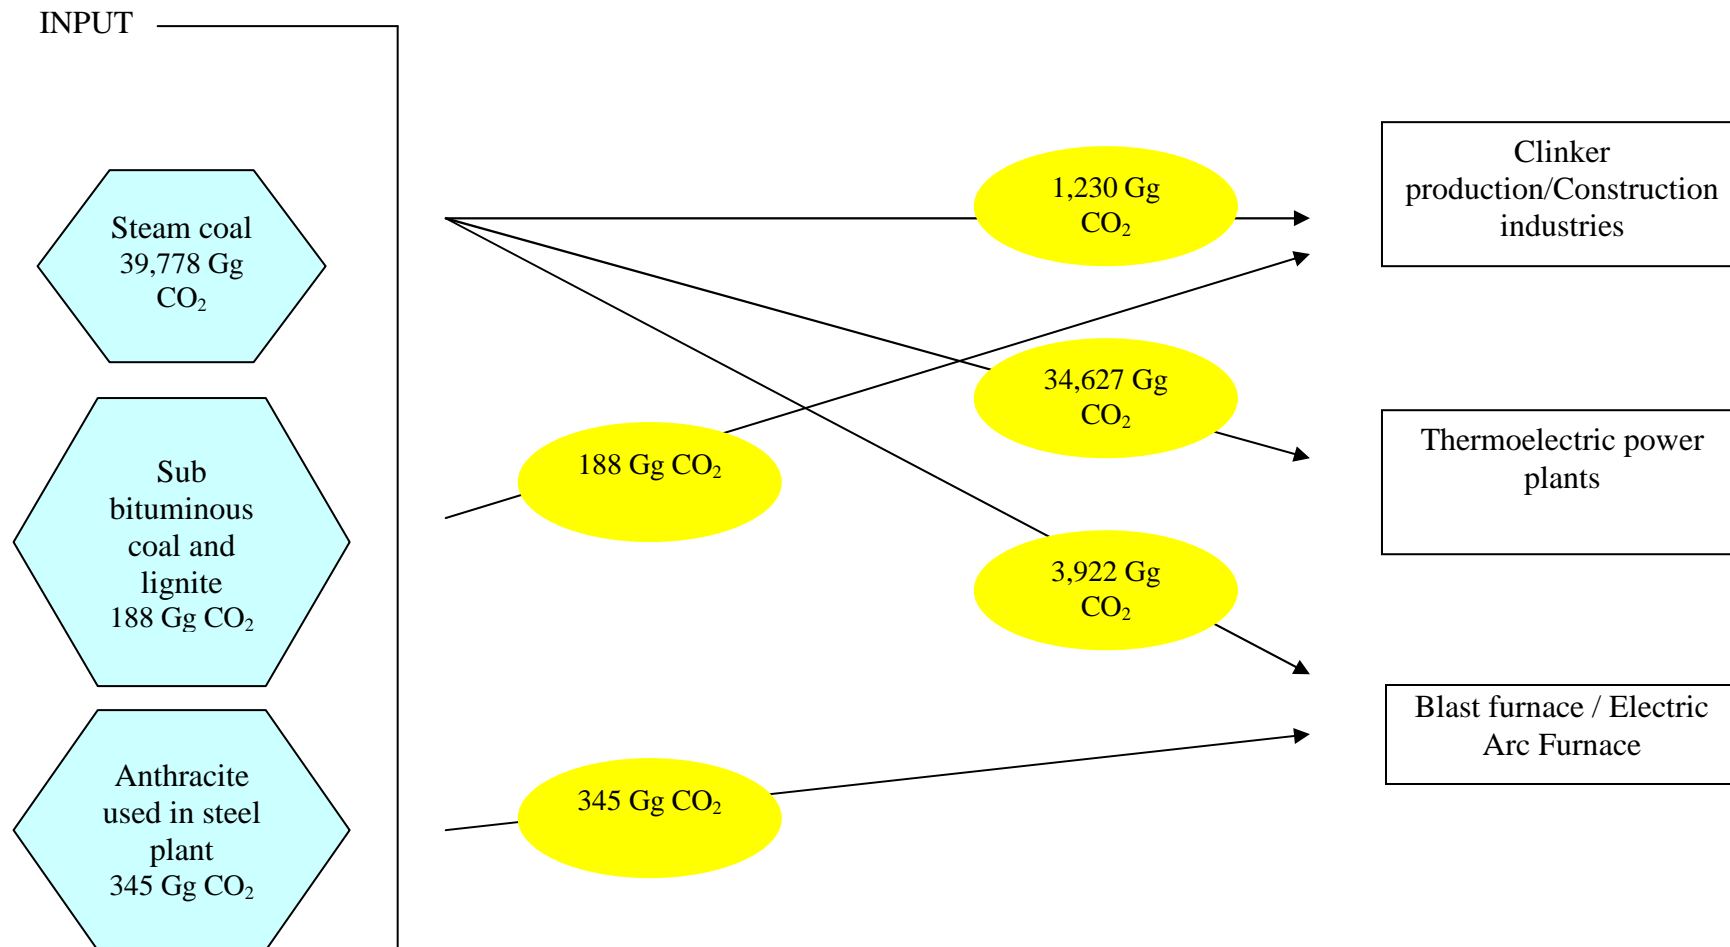 INPUT
Steam coal
39,778 Gg
CO₂
Sub
bituminous
coal and
lignite
188 Gg CO₂
Anthracite
used in steel
plant
345 Gg CO₂
1,230 Gg
CO₂
34,627 Gg
CO₂
188 Gg CO₂
3,922 Gg
CO₂
345 Gg CO₂
Clinker
production/Construction
industries
Thermoelectric power
plants
Blast furnace / Electric
Arc Furnace